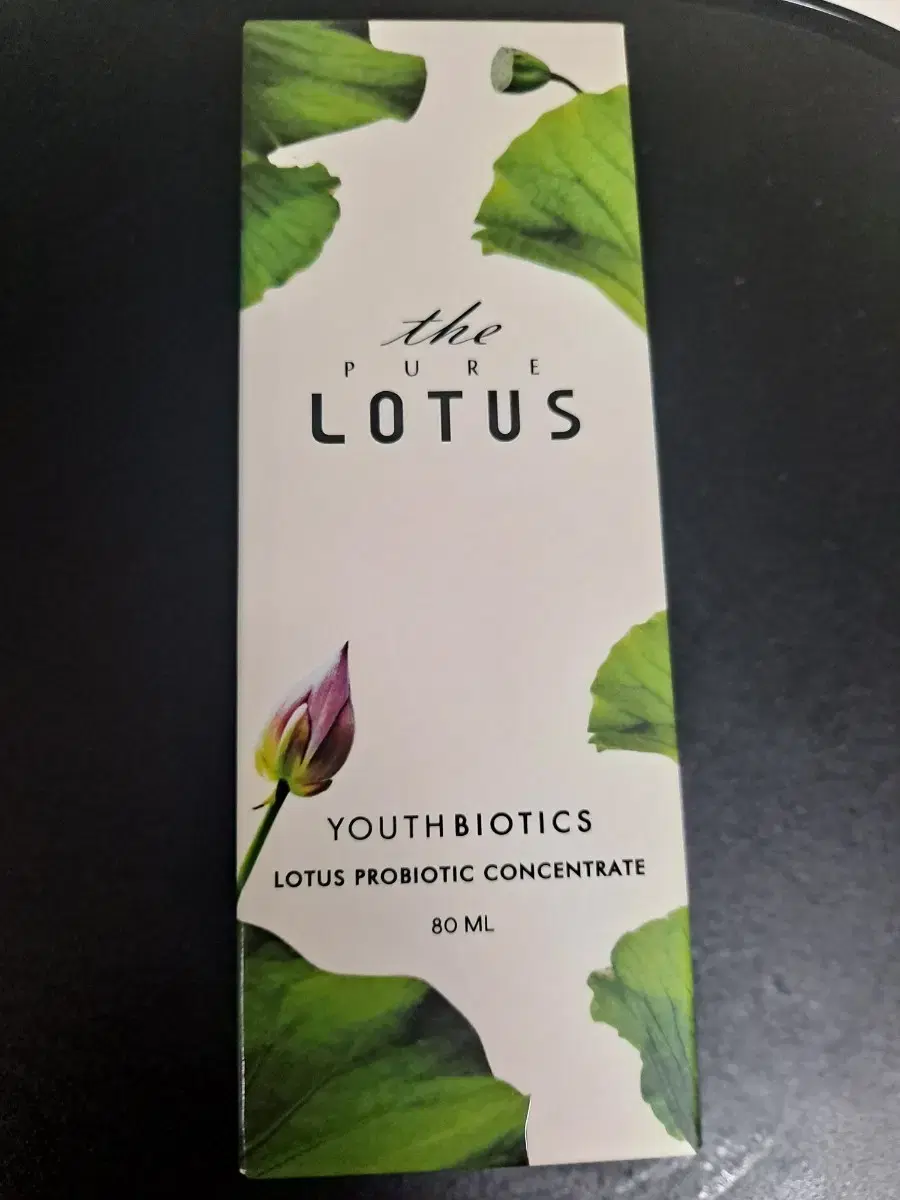 the
PURE
LOTUS
YOUTHBIOTICS
LOTUS PROBIOTIC CONCENTRATE
80 ML